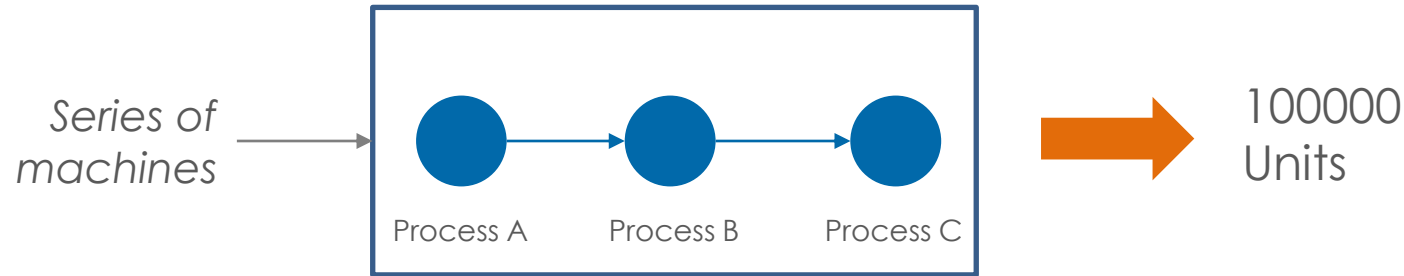 Series of
machines
Process A
Process B
Process C
100000
Units